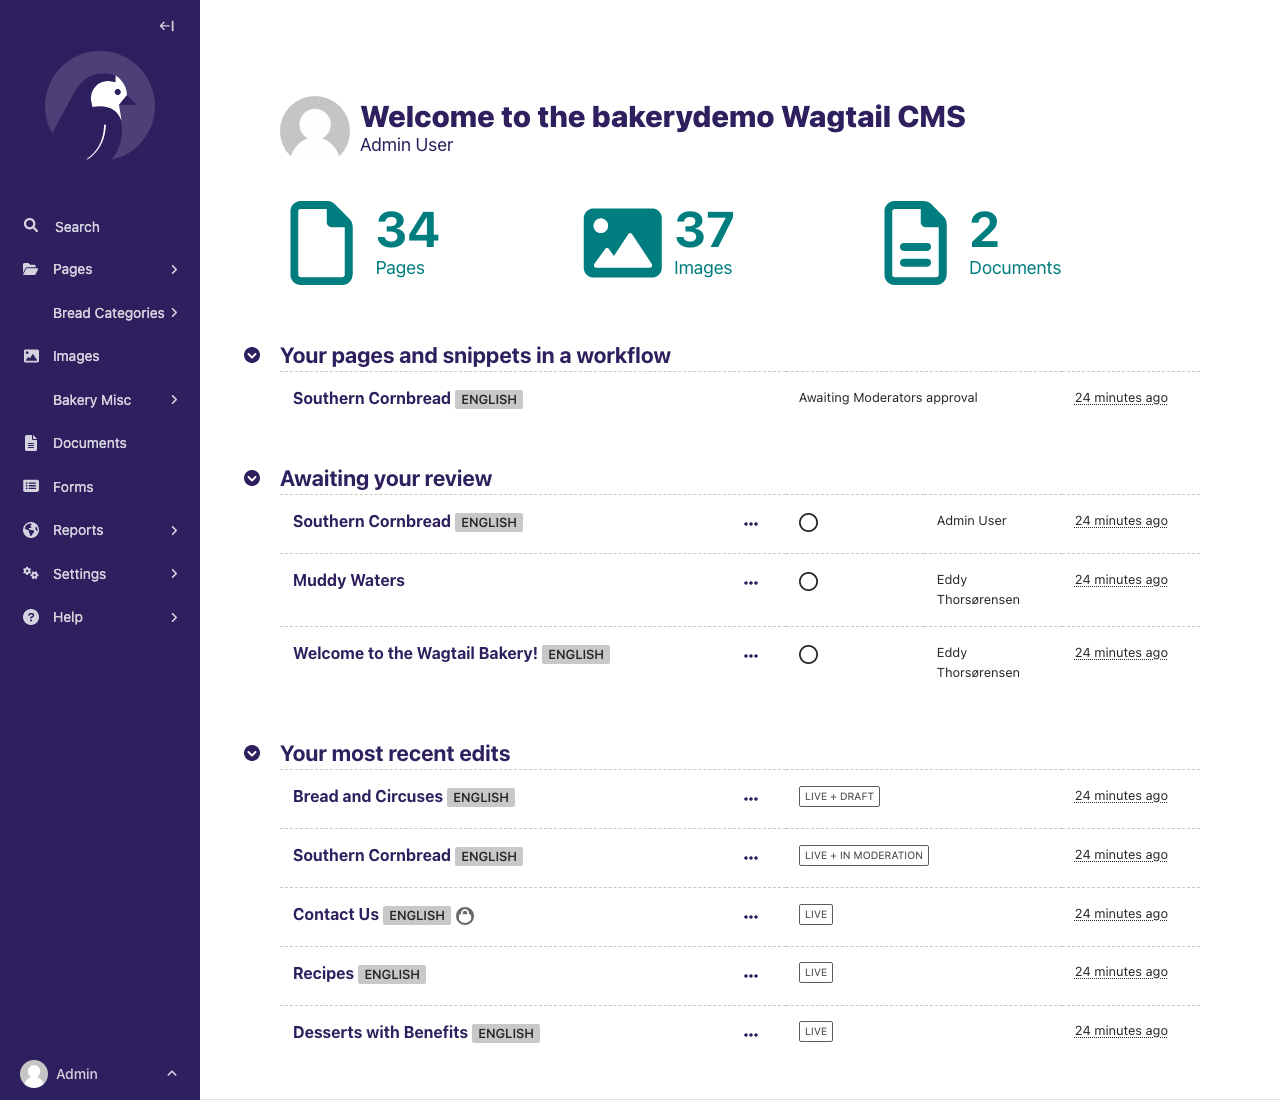 Search
Pages
Bread Categories
Images
Bakery Misc
Documents
Forms
Reports
Settings
Help
Admin
Welcome to the bakerydemo Wagtail CMS
Admin User
34
Pages
37
Images
2
Documents
Your pages and snippets in a workflow
Southern Cornbread ENGLISH Awaiting Moderators approval 24 minutes ago
Awaiting your review
Southern Cornbread ENGLISH Admin User 24 minutes ago
Muddy Waters Eddy 24 minutes ago
Thorsørensen
Welcome to the Wagtail Bakery! ENGLISH Eddy 24 minutes ago
Thorsørensen
Your most recent edits
Bread and Circuses ENGLISH LIVE + DRAFT 24 minutes ago
Southern Cornbread ENGLISH LIVE + IN MODERATION 24 minutes ago
Contact Us ENGLISH LIVE 24 minutes ago
Recipes ENGLISH LIVE 24 minutes ago
Desserts with Benefits ENGLISH LIVE 24 minutes ago